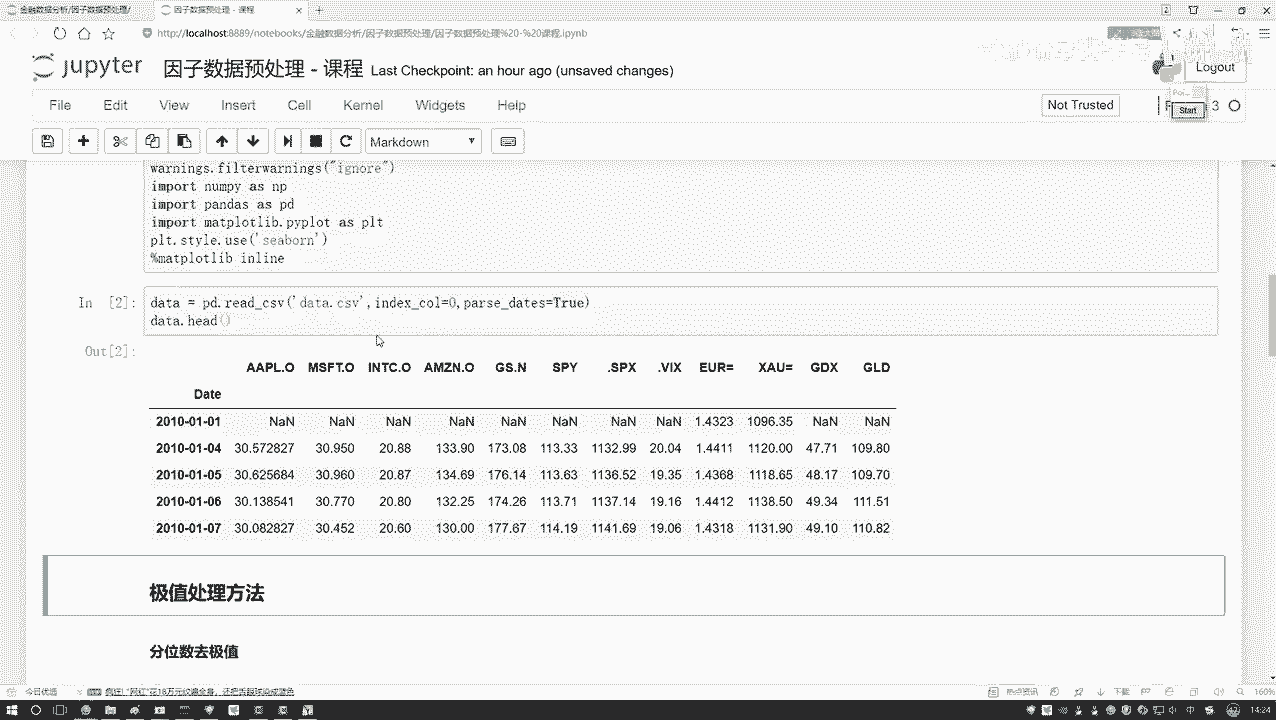 金融数据分析/因子数据预处理/
因子数据预处理 - 课程
http://localhost:8889/notebooks/金融数据分析/因子数据预处理/因子数据预处理%20-%20课程.ipynb
jupyter 因子数据预处理 - 课程 Last Checkpoint: an hour ago (unsaved changes)
Logout
File Edit View Insert Cell Kernel Widgets Help
Not Trusted
3
Start
Markdown
warnings.filterwarnings("ignore")
import numpy as np
import pandas as pd
import matplotlib.pyplot as plt
plt.style.use('seaborn')
%matplotlib inline
In [2]:
data = pd.read_csv('data.csv',index_col=0,parse_dates=True)
data.head()
Out[2]:
AAPL.O MSFT.O INTC.O AMZN.O GS.N SPY .SPX .VIX EUR= XAU= GDX GLD
Date
2010-01-01 NaN NaN NaN NaN NaN NaN NaN NaN 1.4323 1096.35 NaN NaN
2010-01-04 30.572827 30.950 20.88 133.90 173.08 113.33 1132.99 20.04 1.4411 1120.00 47.71 109.80
2010-01-05 30.625684 30.960 20.87 134.69 176.14 113.63 1136.52 19.35 1.4368 1118.65 48.17 109.70
2010-01-06 30.138541 30.770 20.80 132.25 174.26 113.71 1137.14 19.16 1.4412 1138.50 49.34 111.51
2010-01-07 30.082827 30.452 20.60 130.00 177.67 114.19 1141.69 19.06 1.4318 1131.90 49.10 110.82
极值处理方法
分位数去极值
今日优选
热点资讯
下载
160%
14:24